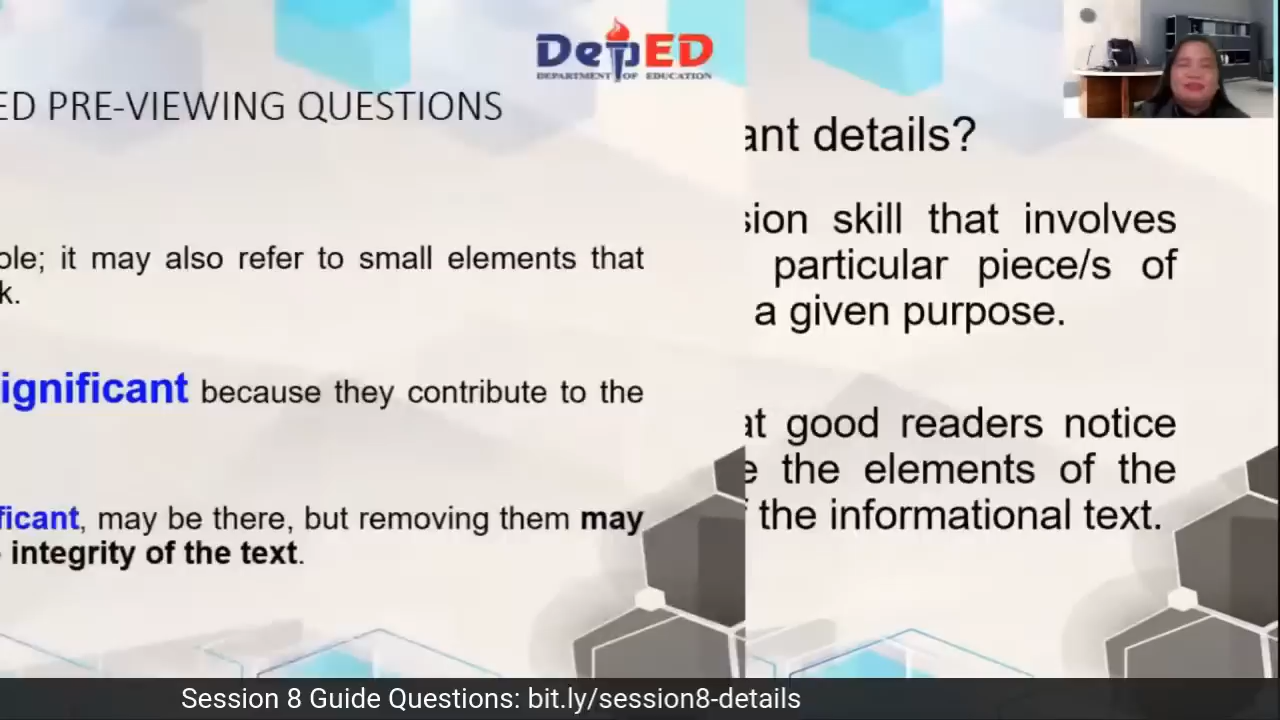 DepED
DEPARTMENT OF EDUCATION
ED PRE-VIEWING QUESTIONS
ole; it may also refer to small elements that
k.
ignificant because they contribute to the
ficant, may be there, but removing them may
integrity of the text.
ant details?
sion skill that involves
particular piece/s of
a given purpose.
at good readers notice
e the elements of the
the informational text.
Session 8 Guide Questions: bit.ly/session8-details